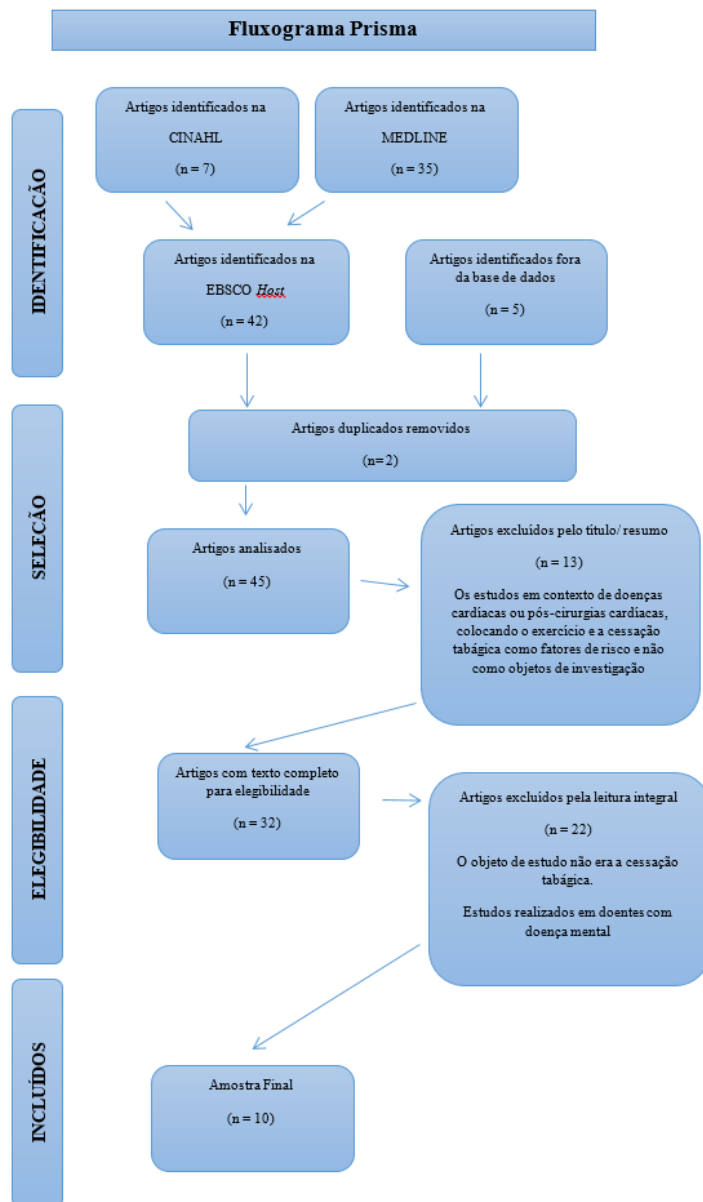 Fluxograma Prisma
IDENTIFICAÇÃO
Artigos identificados na
CINAHL
(n = 7)
Artigos identificados na
MEDLINE
(n = 35)
Artigos identificados na
EBSCO Host
(n = 42)
Artigos identificados fora
da base de dados
(n = 5)
SELEÇÃO
Artigos duplicados removidos
(n= 2)
Artigos analisados
(n = 45)
Artigos excluídos pelo título/ resumo
(n = 13)
Os estudos em contexto de doenças
cardíacas ou pós-cirurgias cardíacas,
colocando o exercício e a cessação
tabágica como fatores de risco e não
como objetos de investigação
ELEGIBILIDADE
Artigos com texto completo
para elegibilidade
(n = 32)
Artigos excluídos pela leitura integral
(n = 22)
O objeto de estudo não era a cessação
tabágica.
Estudos realizados em doentes com
doença mental
INCLUÍDOS
Amostra Final
(n = 10)